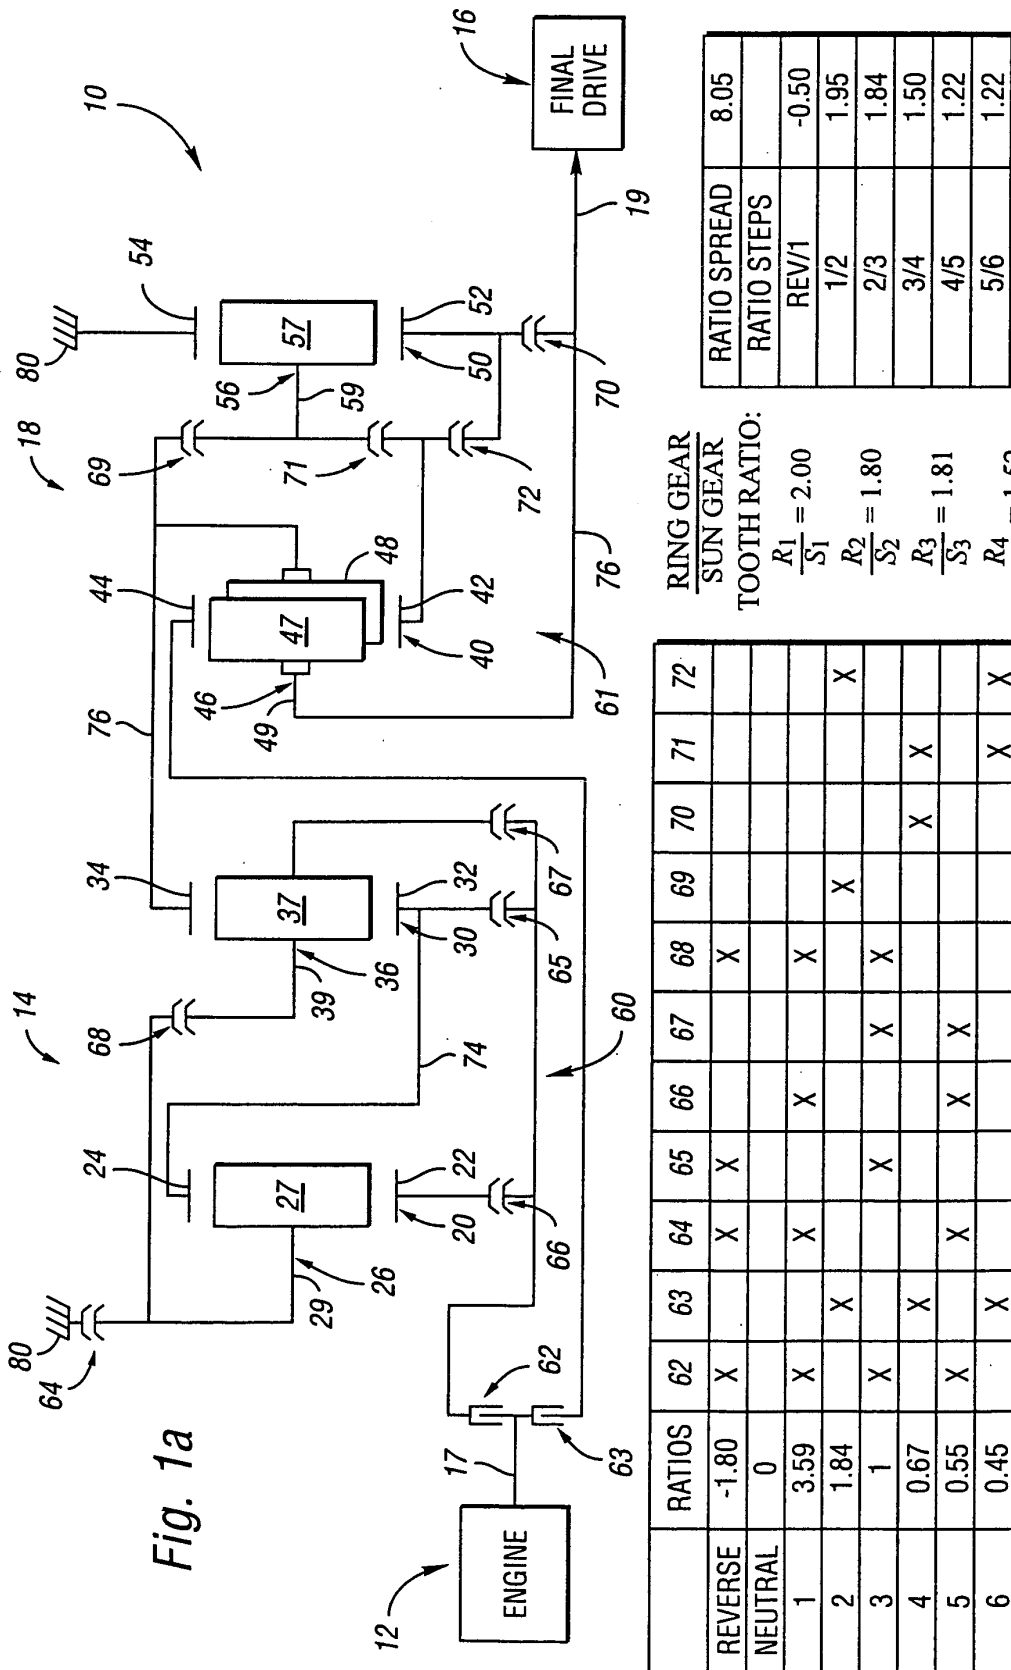 Fig. 1a
10
14
18
80
64
24
68
34
76
44
69
80
54
16
27
37
47
48
57
FINAL
DRIVE
29
26
39
36
49
46
71
56
59
20
22
30
32
40
42
72
50
52
74
66
65
67
61
70
19
76
60
12
ENGINE
17
62
63
RATIOS 62 63 64 65 66 67 68 69 70 71 72
REVERSE -1.80 X X X X
NEUTRAL 0
1 3.59 X X X X
2 1.84 X X X
3 1 X X X X
4 0.67 X X X
5 0.55 X X X X
6 0.45 X X X
RING GEAR
SUN GEAR
TOOTH RATIO:
R1/S1 = 2.00
R2/S2 = 1.80
R3/S3 = 1.81
R4
RATIO SPREAD 8.05
RATIO STEPS
REV/1 -0.50
1/2 1.95
2/3 1.84
3/4 1.50
4/5 1.22
5/6 1.22